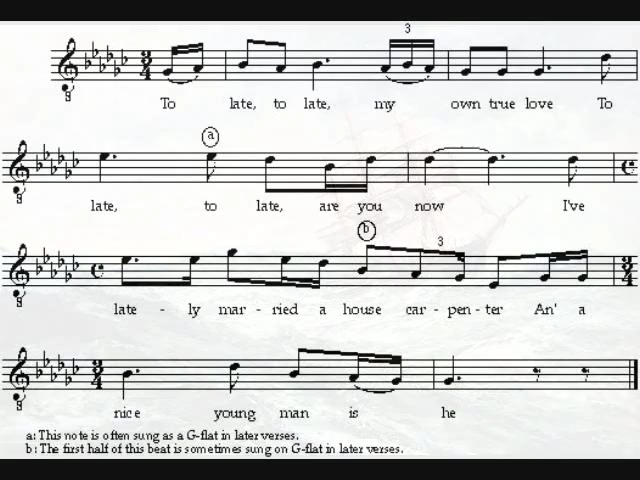 3
To late, to late, my own true love To
a
late, to late, are you now I've
b
3
late - ly mar - ried a house car - pen - ter An' a
nice young man is he
a: This note is often sung as a G-flat in later verses.
b: The first half of this beat is sometimes sung on G-flat in later verses.